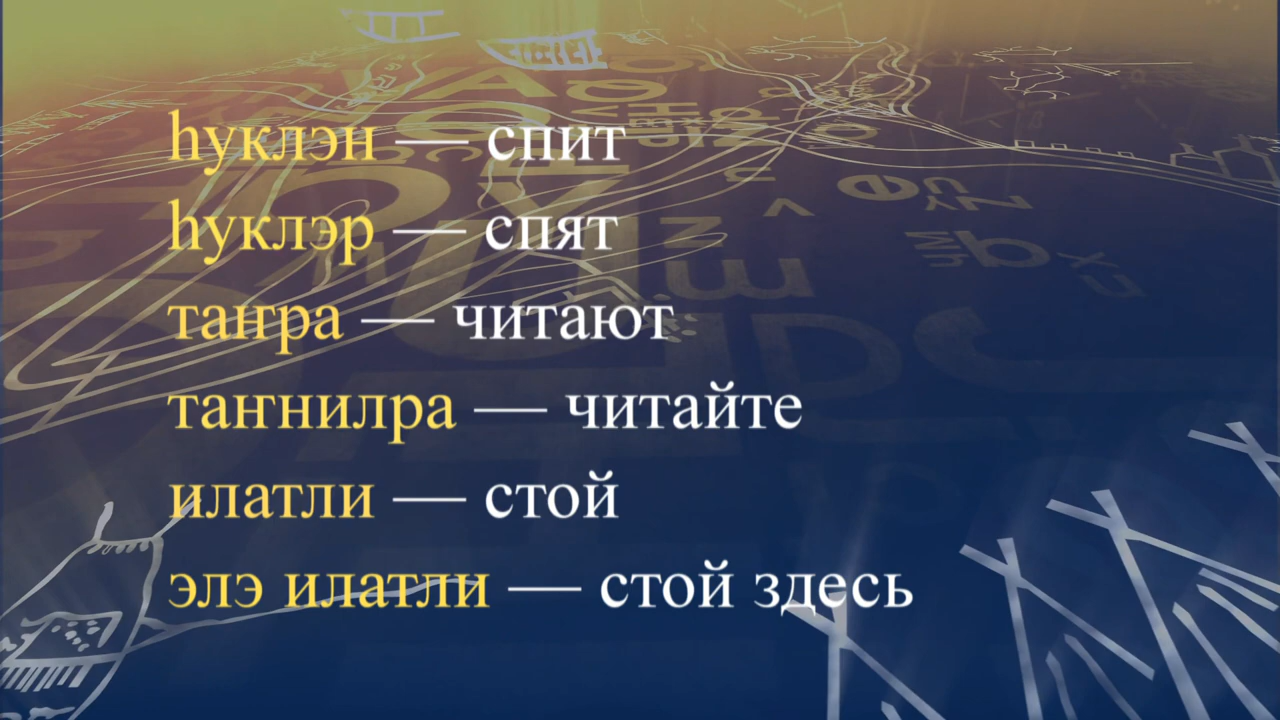 һуклэн — спит
һуклэр — спят
таӈра — читают
таӈнилра — читайте
илатли — стой
элэ илатли — стой здесь